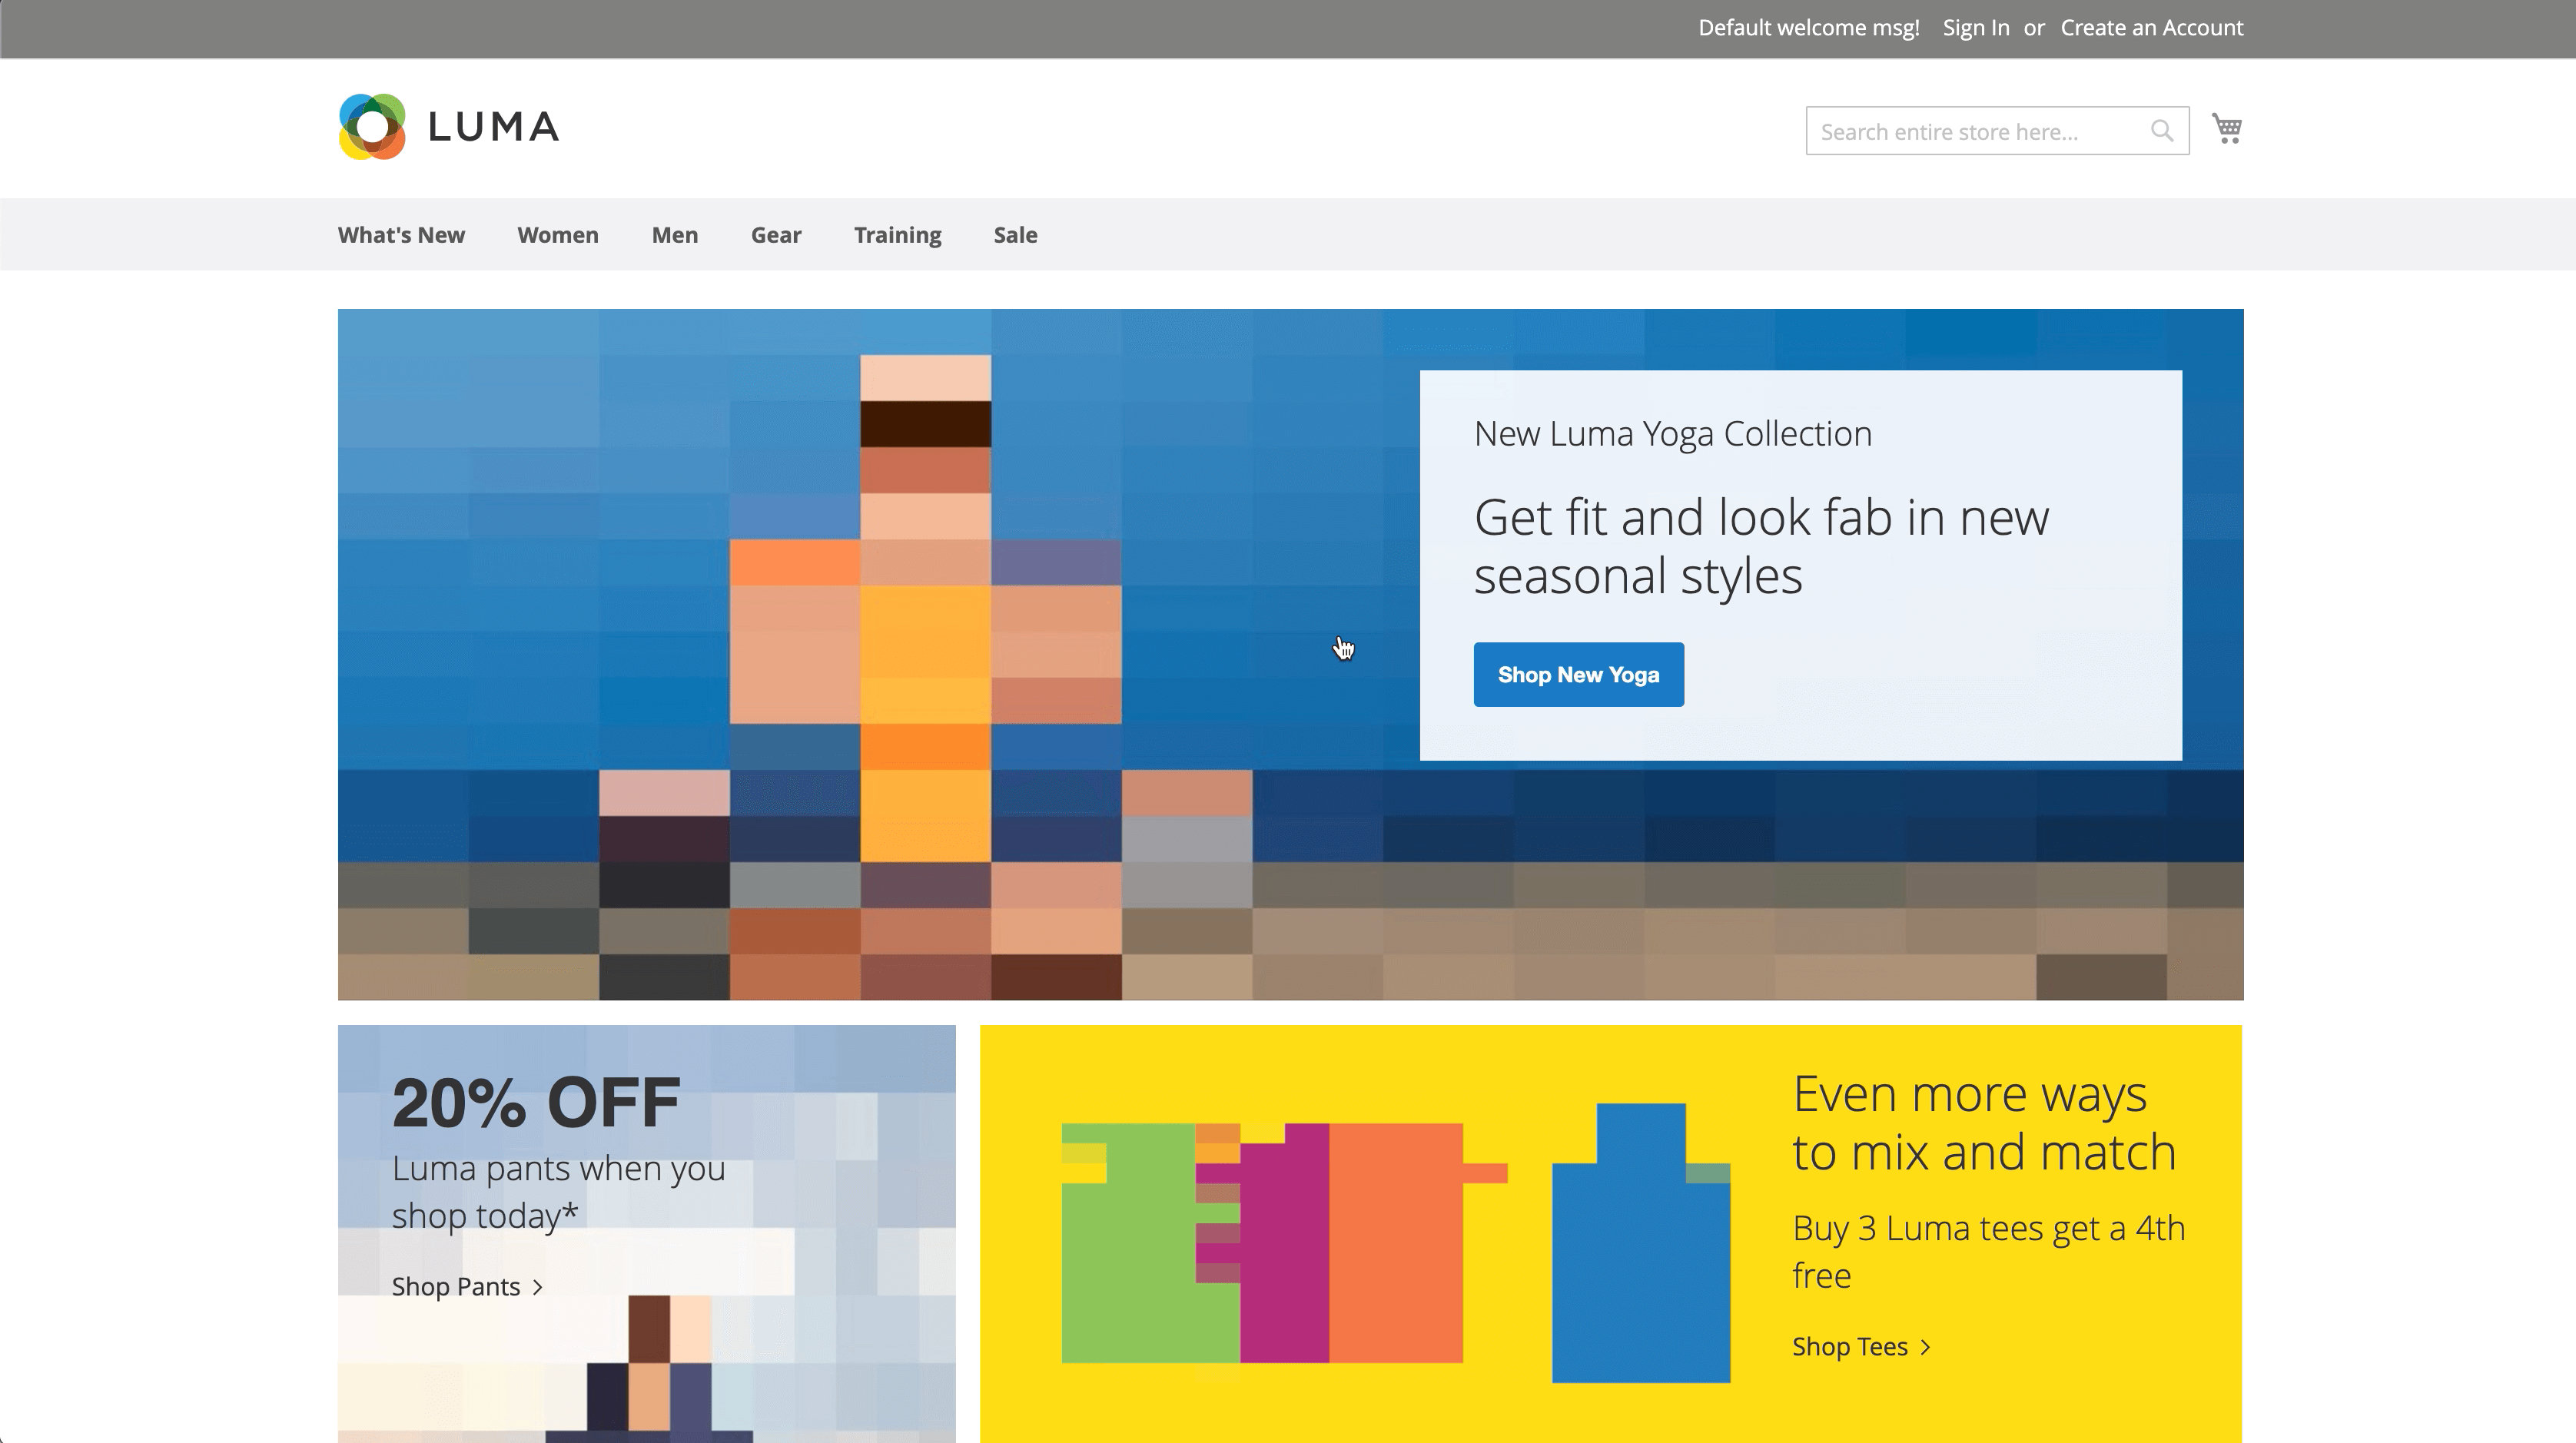 Default welcome msg! Sign In or Create an Account
LUMA
Search entire store here...
What's New Women Men Gear Training Sale
New Luma Yoga Collection
Get fit and look fab in new
seasonal styles
Shop New Yoga
20% OFF
Luma pants when you
shop today*
Shop Pants
Even more ways
to mix and match
Buy 3 Luma tees get a 4th
free
Shop Tees